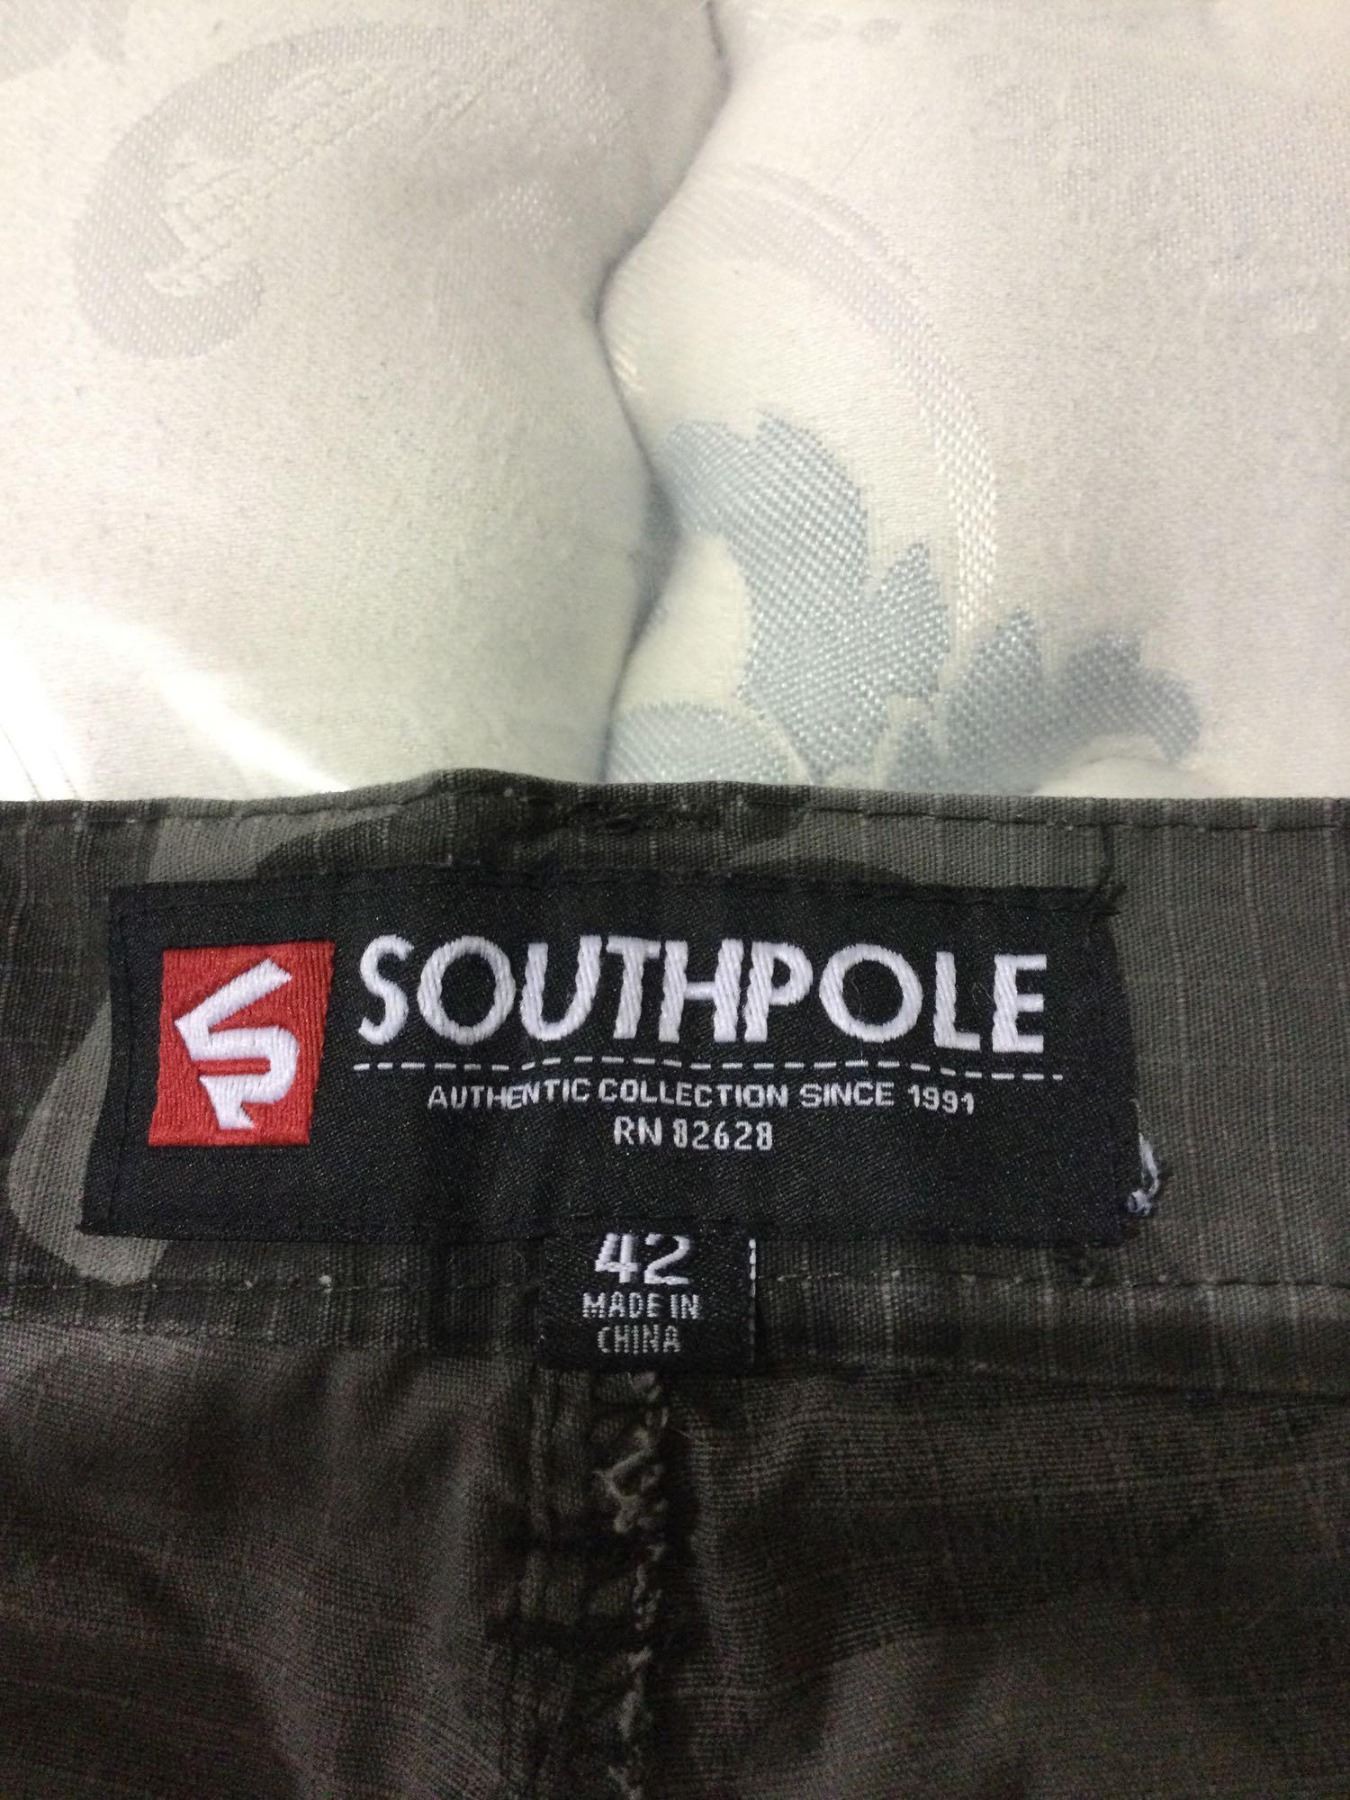 SOUTHPOLE
AUTHENTIC COLLECTION SINCE 1991
RN 82628
42
MADE IN
CHINA